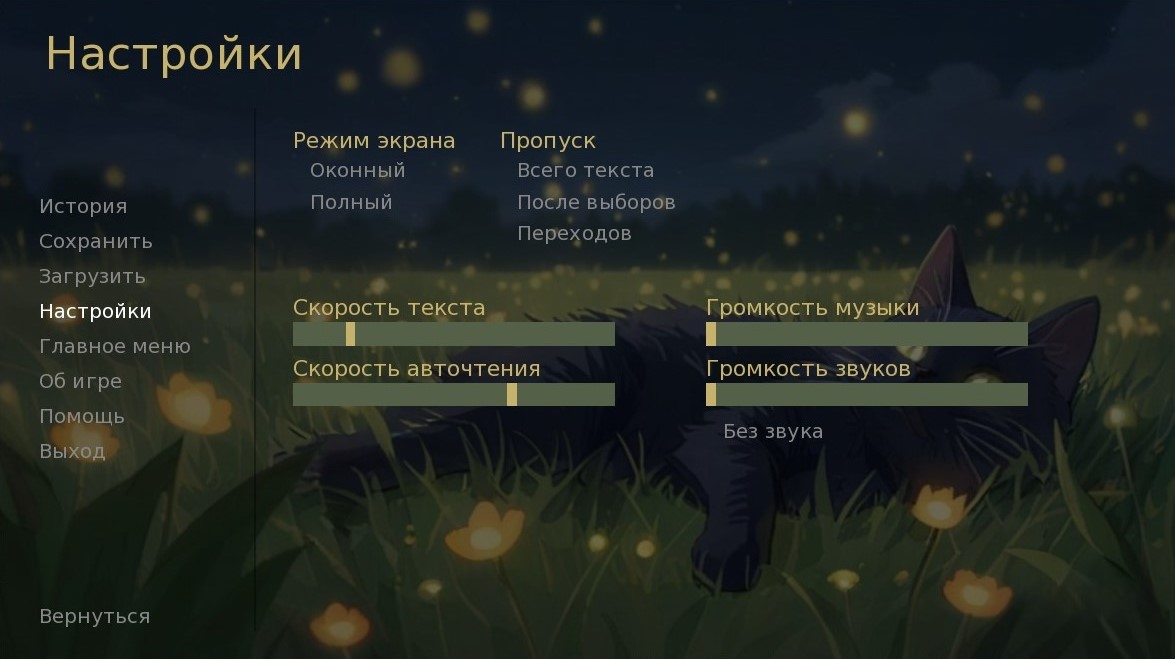 Настройки
История
Сохранить
Загрузить
Настройки
Главное меню
Об игре
Помощь
Выход
Вернуться
Режим экрана
Оконный
Полный
Пропуск
Всего текста
После выборов
Переходов
Скорость текста
Скорость авточтения
Громкость музыки
Громкость звуков
Без звука